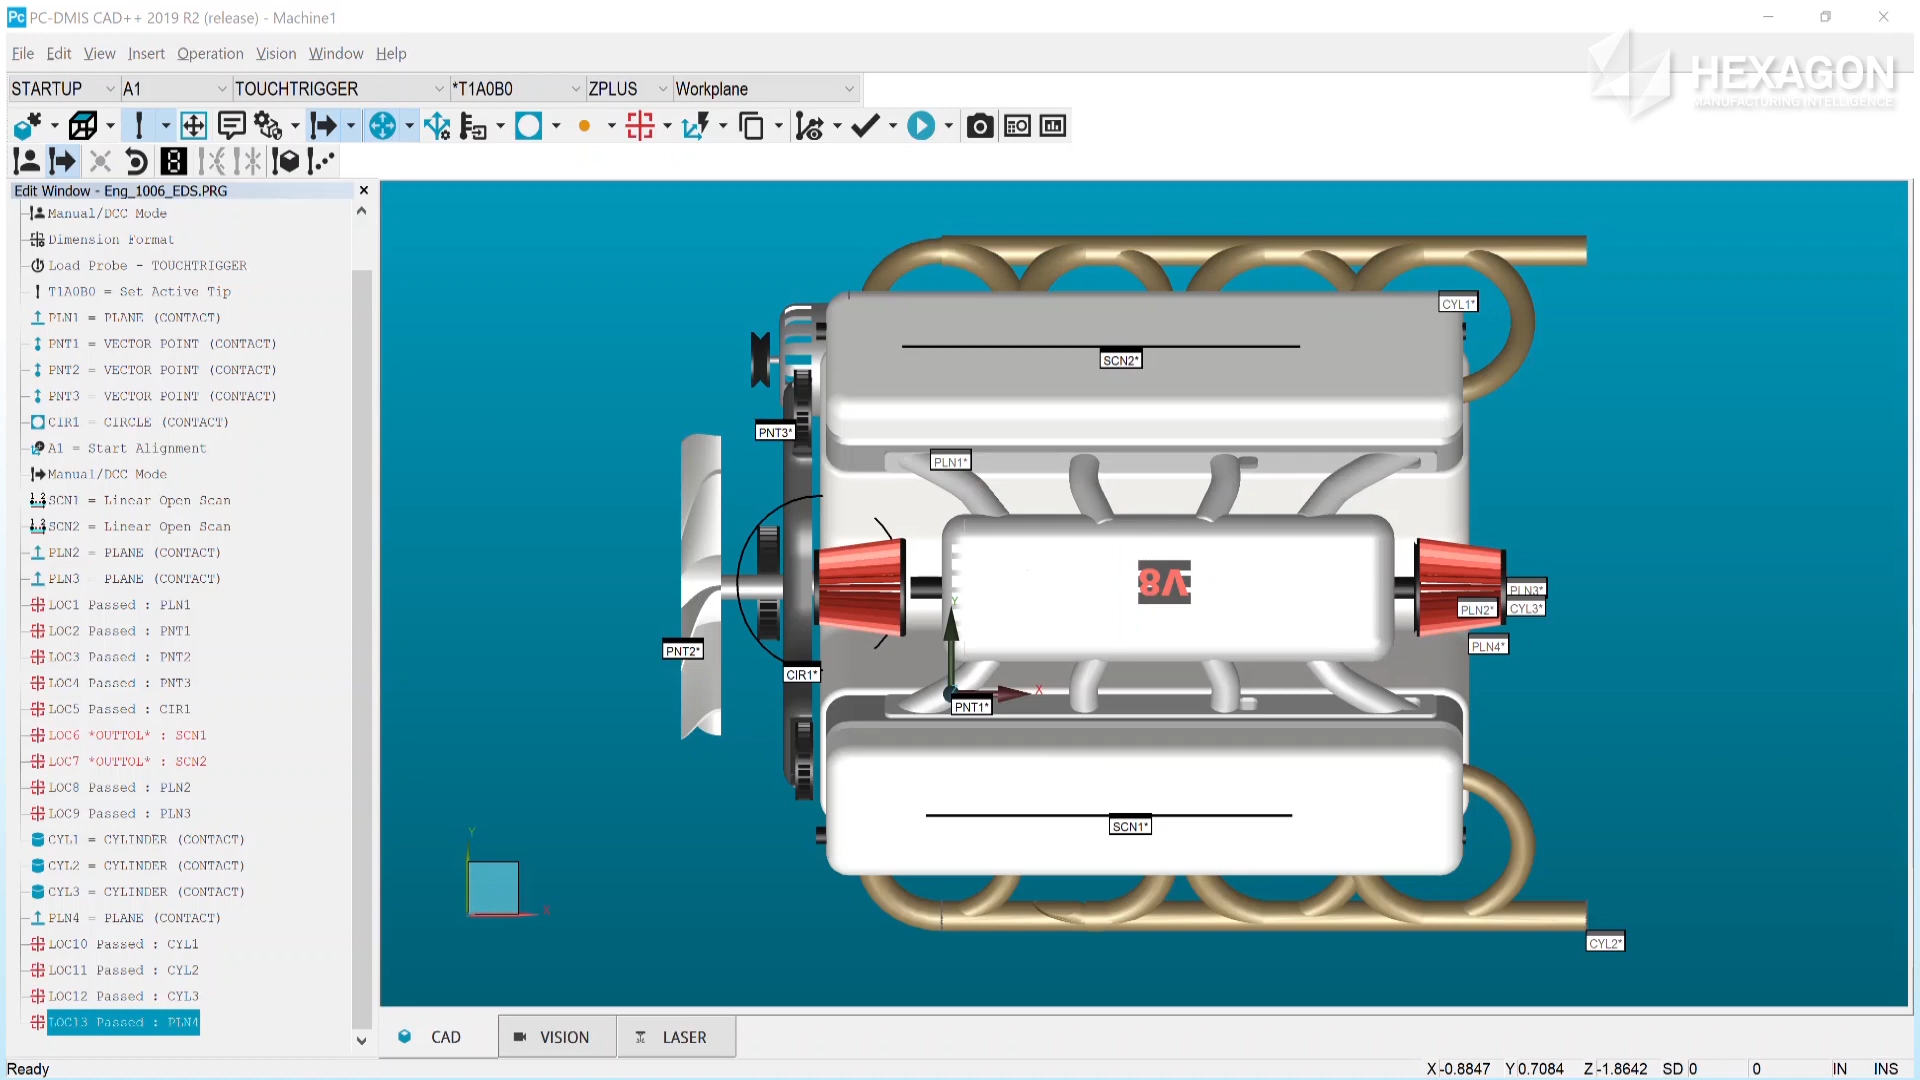 Pc PC-DMIS CAD++ 2019 R2 (release) - Machine1
File Edit View Insert Operation Vision Window Help
HEXAGON
MANUFACTURING INTELLIGENCE
STARTUP A1 TOUCHTRIGGER *T1A0B0 ZPLUS Workplane
Edit Window - Eng_1006_EDS.PRG
Manual/DCC Mode
Dimension Format
Load Probe - TOUCHTRIGGER
T1A0B0 = Set Active Tip
PLN1 = PLANE (CONTACT)
PNT1 = VECTOR POINT (CONTACT)
PNT2 = VECTOR POINT (CONTACT)
PNT3 = VECTOR POINT (CONTACT)
CIR1 = CIRCLE (CONTACT)
A1 = Start Alignment
Manual/DCC Mode
SCN1 = Linear Open Scan
SCN2 = Linear Open Scan
PLN2 = PLANE (CONTACT)
PLN3 = PLANE (CONTACT)
LOC1 Passed : PLN1
LOC2 Passed : PNT1
LOC3 Passed : PNT2
LOC4 Passed : PNT3
LOC5 Passed : CIR1
LOC6 *OUTTOL* : SCN1
LOC7 *OUTTOL* : SCN2
LOC8 Passed : PLN2
LOC9 Passed : PLN3
CYL1 = CYLINDER (CONTACT)
CYL2 = CYLINDER (CONTACT)
CYL3 = CYLINDER (CONTACT)
PLN4 = PLANE (CONTACT)
LOC10 Passed : CYL1
LOC11 Passed : CYL2
LOC12 Passed : CYL3
LOC13 Passed : PLN4
CYL1*
SCN2*
PNT3*
PLN1*
V8
PLN3*
PLN2* CYL3*
Y
PLN4*
PNT2*
CIR1*
X
PNT1*
SCN1*
Y
X
CYL2*
CAD VISION LASER
Ready X-0.8847 Y0.7084 Z-1.8642 SD 0 0 IN INS